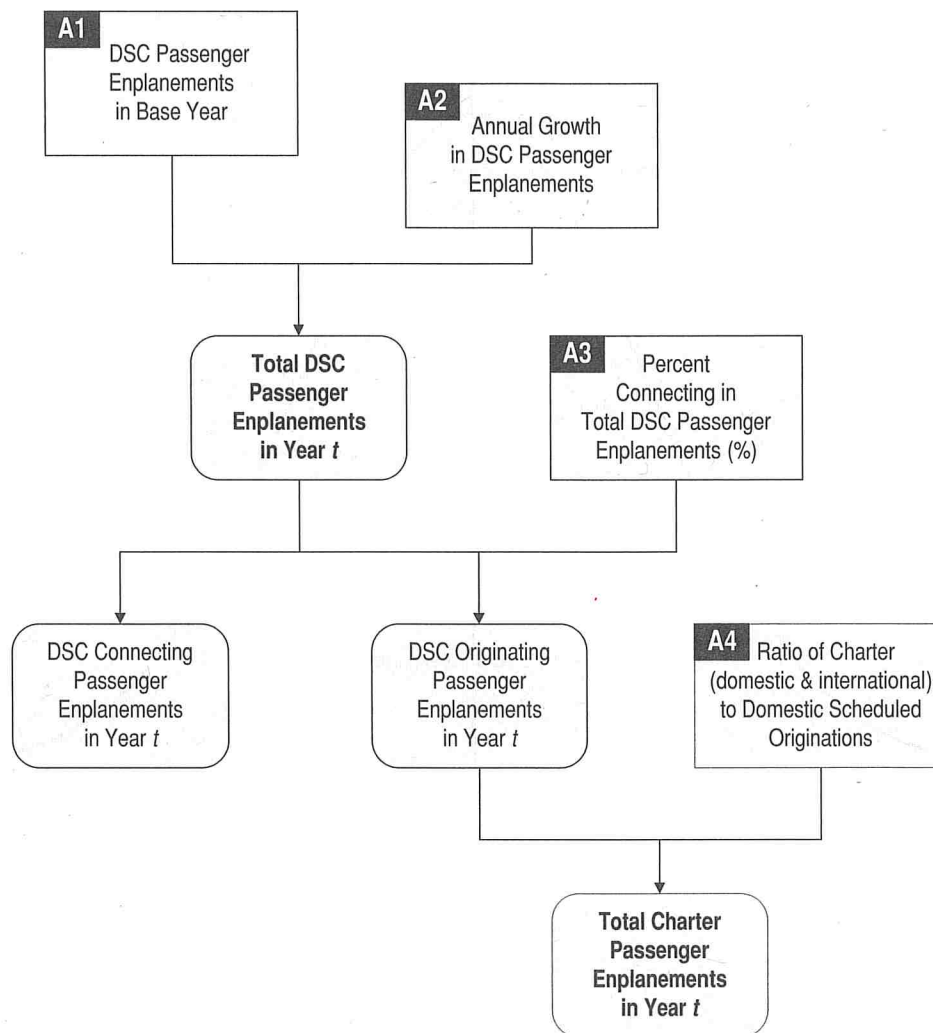 A1
DSC Passenger
Enplanements
in Base Year
A2
Annual Growth
in DSC Passenger
Enplanements
Total DSC
Passenger
Enplanements
in Year t
A3
Percent
Connecting in
Total DSC Passenger
Enplanements (%)
DSC Connecting
Passenger
Enplanements
in Year t
DSC Originating
Passenger
Enplanements
in Year t
A4
Ratio of Charter
(domestic & international)
to Domestic Scheduled
Originations
Total Charter
Passenger
Enplanements
in Year t